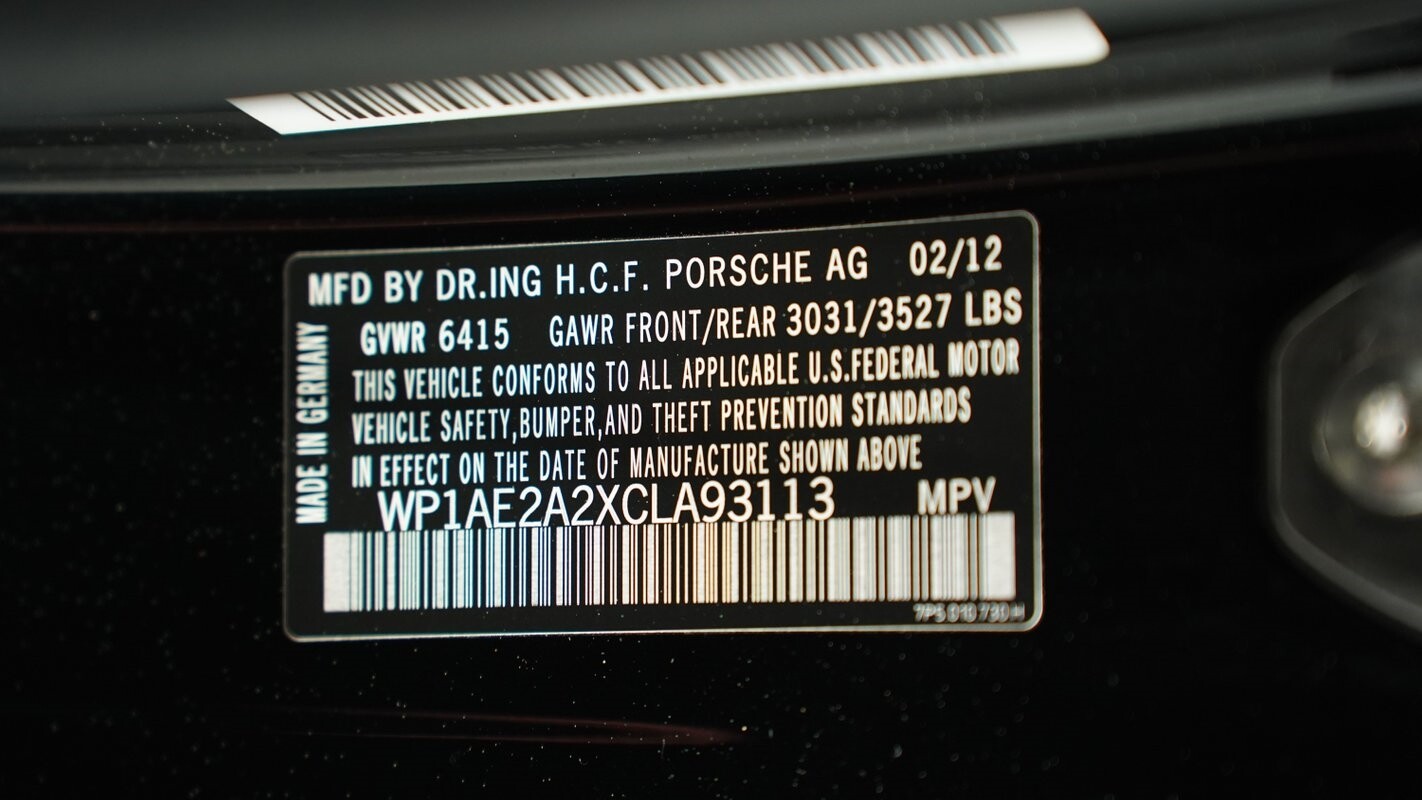 MFD BY DR.ING H.C.F. PORSCHE AG 02/12
GVWR 6415 GAWR FRONT/REAR 3031/3527 LBS
THIS VEHICLE CONFORMS TO ALL APPLICABLE U.S.FEDERAL MOTOR
VEHICLE SAFETY,BUMPER,AND THEFT PREVENTION STANDARDS
IN EFFECT ON THE DATE OF MANUFACTURE SHOWN ABOVE
WP1AE2A2XCLA93113 MPV
MADE IN GERMANY